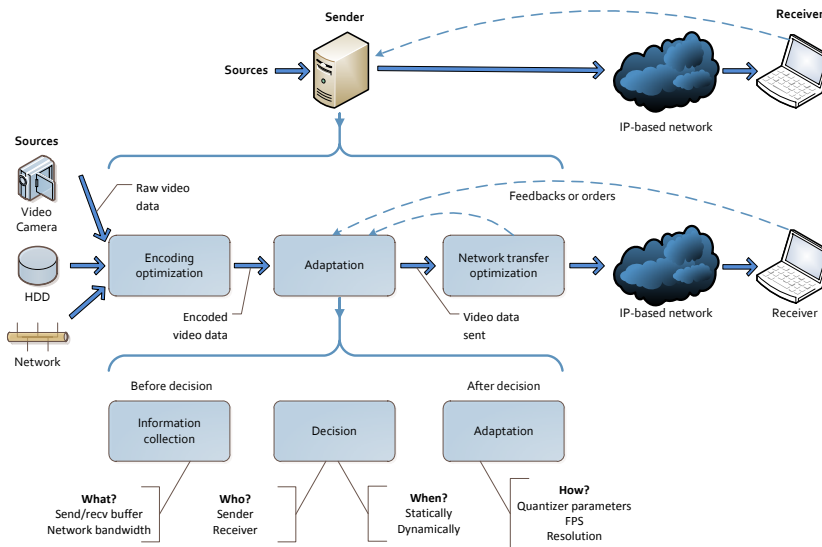 Sender
Receiver
Sources
IP-based network
Sources
Raw video
data
Video
Camera
Feedbacks or orders
Encoding
optimization
Adaptation
Network transfer
optimization
HDD
IP-based network
Receiver
Encoded
video data
Video data
sent
Network
Before decision
After decision
Information
collection
Decision
Adaptation
What?
Send/recv buffer
Network bandwidth
Who?
Sender
Receiver
When?
Statically
Dynamically
How?
Quantizer parameters
FPS
Resolution